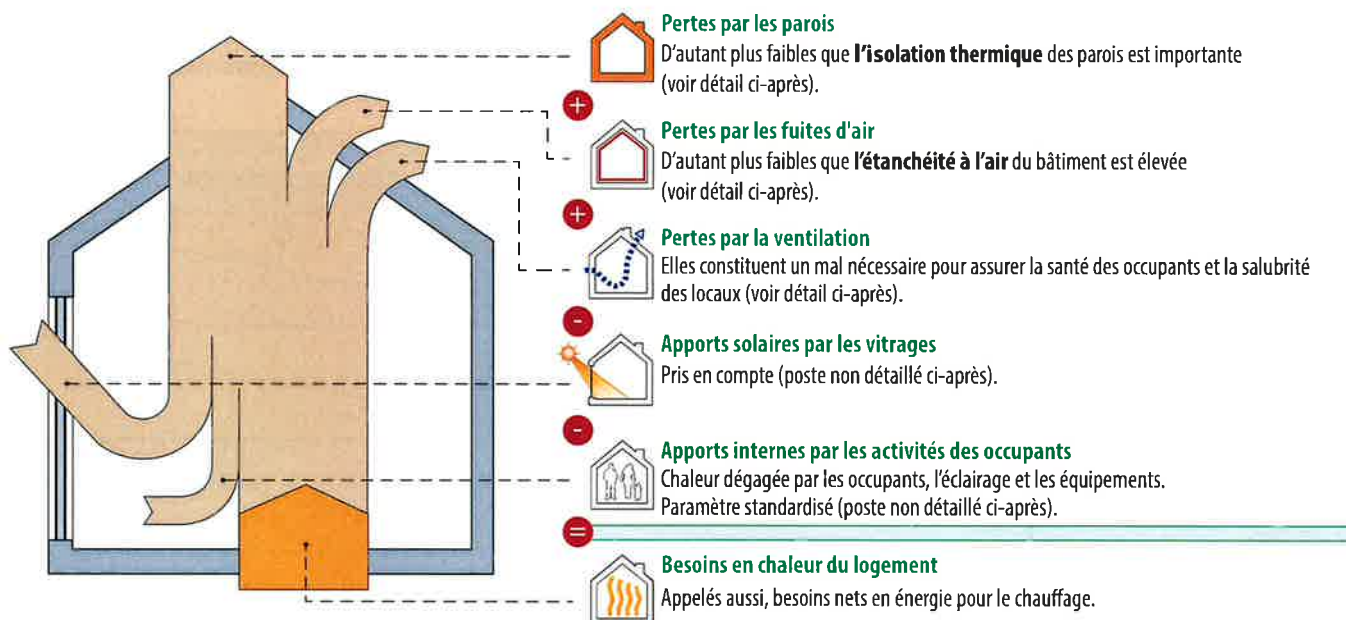 Pertes par les parois
D'autant plus faibles que l'isolation thermique des parois est importante
(voir détail ci-après).
+
Pertes par les fuites d'air
D'autant plus faibles que l'étanchéité à l'air du bâtiment est élevée
(voir détail ci-après).
+
Pertes par la ventilation
Elles constituent un mal nécessaire pour assurer la santé des occupants et la salubrité
des locaux (voir détail ci-après).
-
Apports solaires par les vitrages
Pris en compte (poste non détaillé ci-après).
-
Apports internes par les activités des occupants
Chaleur dégagée par les occupants, l'éclairage et les équipements.
Paramètre standardisé (poste non détaillé ci-après).
=
Besoins en chaleur du logement
Appelés aussi, besoins nets en énergie pour le chauffage.